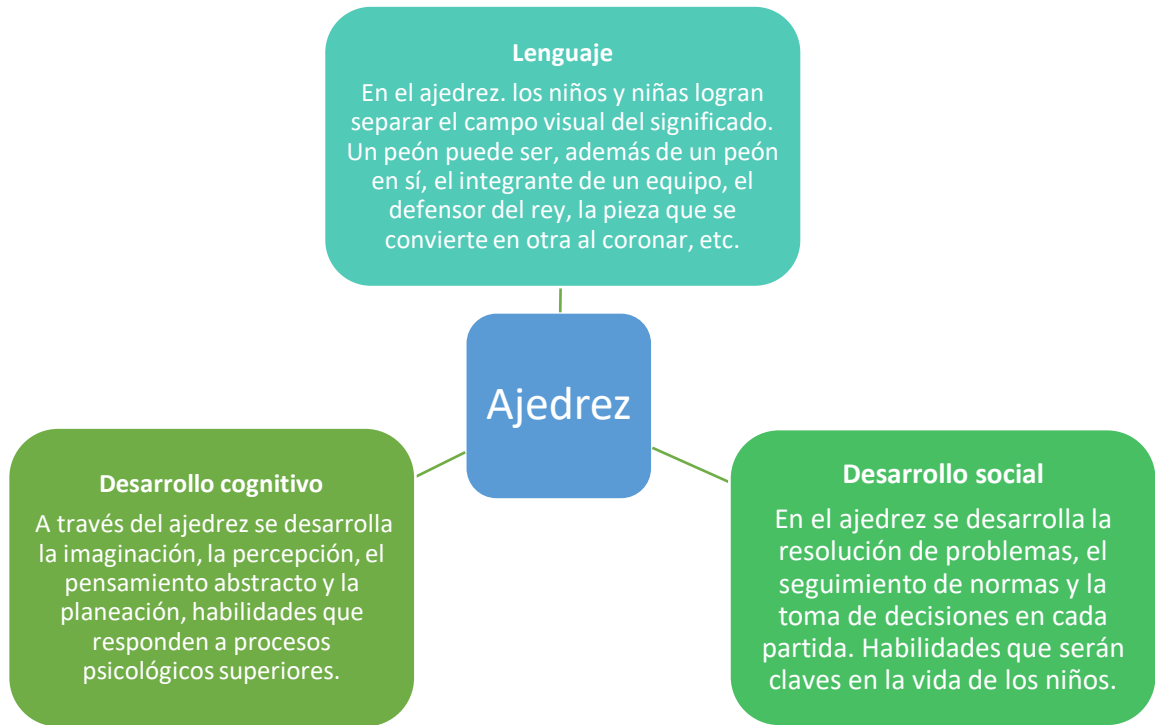 Lenguaje
En el ajedrez. los niños y niñas logran
separar el campo visual del significado.
Un peón puede ser, además de un peón
en sí, el integrante de un equipo, el
defensor del rey, la pieza que se
convierte en otra al coronar, etc.
Ajedrez
Desarrollo cognitivo
A través del ajedrez se desarrolla
la imaginación, la percepción, el
pensamiento abstracto y la
planeación, habilidades que
responden a procesos
psicológicos superiores.
Desarrollo social
En el ajedrez se desarrolla la
resolución de problemas, el
seguimiento de normas y la
toma de decisiones en cada
partida. Habilidades que serán
claves en la vida de los niños.